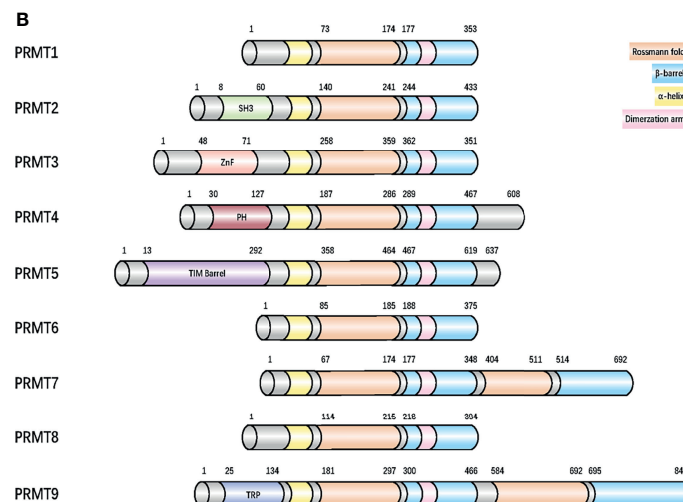 B
1 73 174 177 353
PRMT1
Rossmann fold
β-barrel
α-helix
Dimerzation arm
1 8 60 140 241 244 433
PRMT2 SH3
1 48 71 258 359 362 351
PRMT3 ZnF
1 30 127 187 286 289 467 608
PRMT4 PH
1 13 292 358 464 467 619 637
PRMT5 TIM Barrel
1 85 185 188 375
PRMT6
1 67 174 177 348 404 511 514 692
PRMT7
1 114 215 218 304
PRMT8
1 25 134 181 297 300 466 584 692 695
PRMT9 TRP